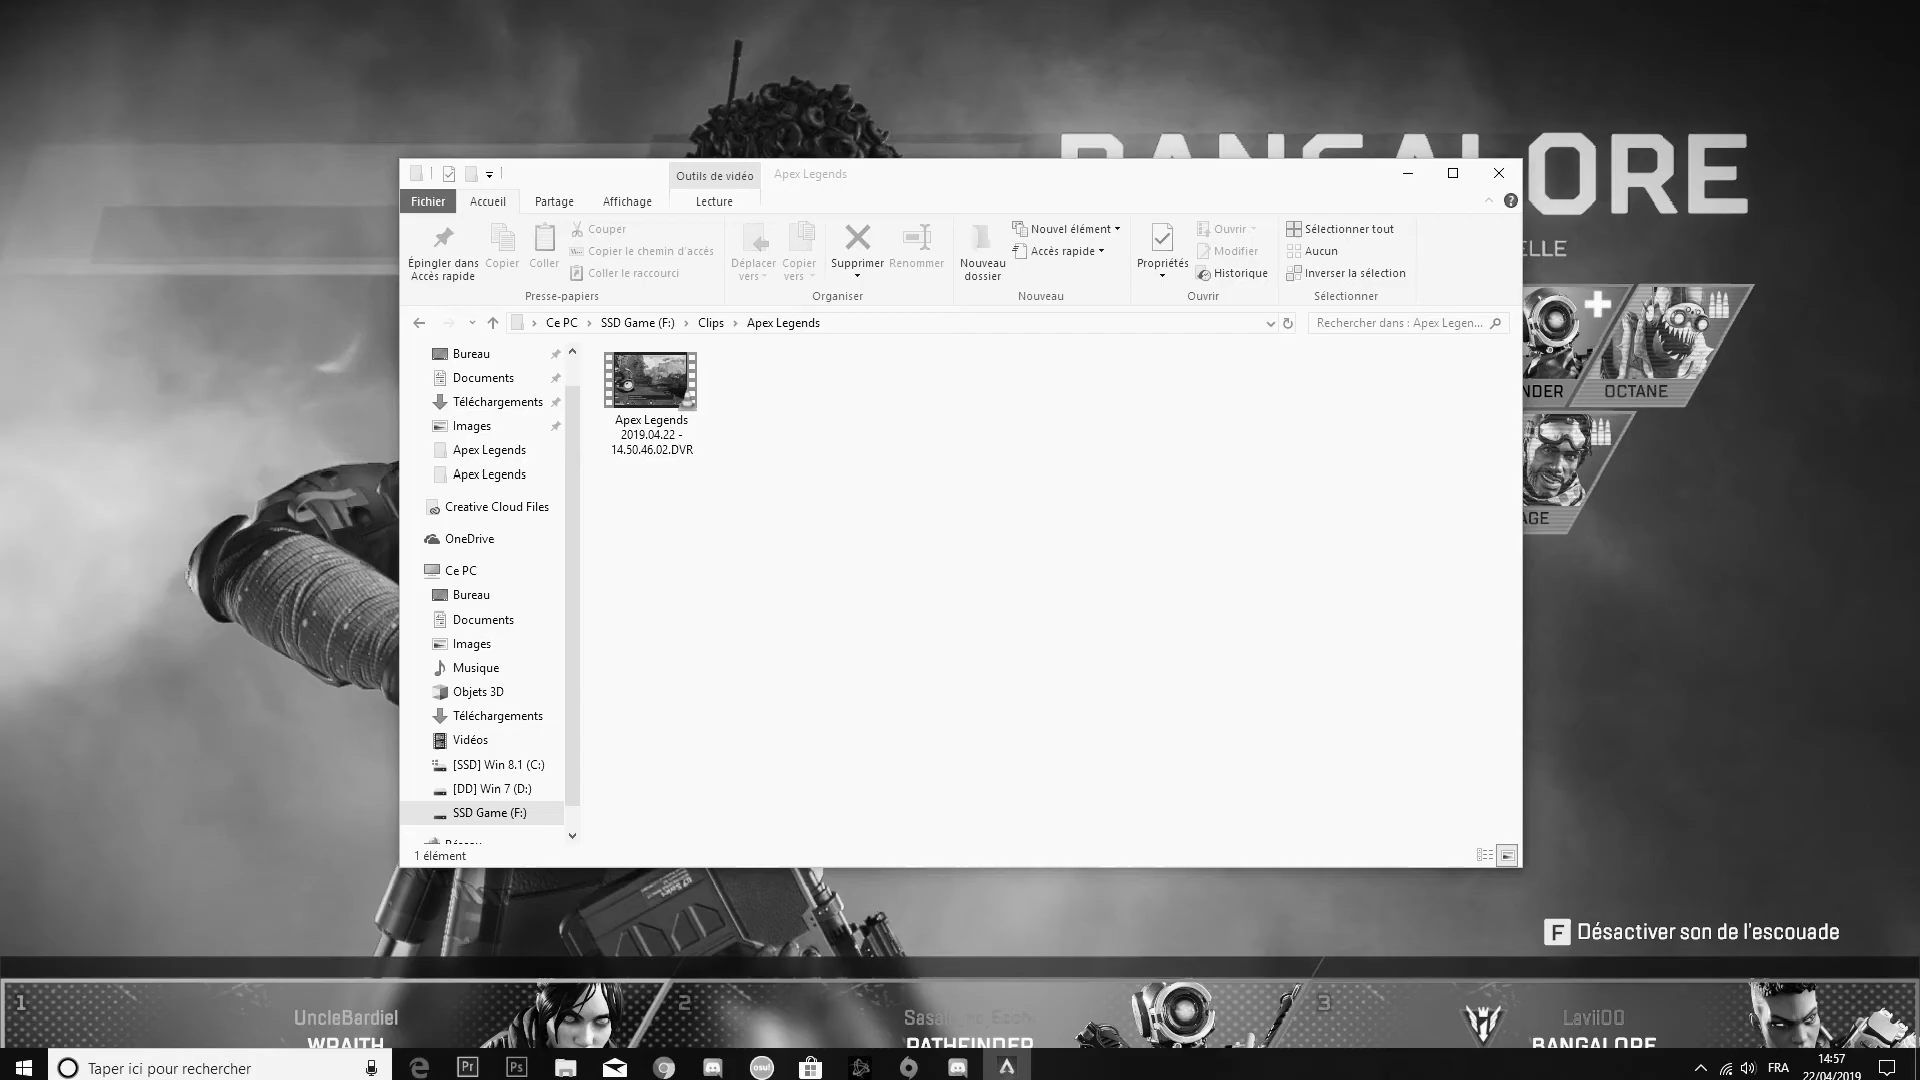 BANGALORE
ELLE
NDER
OCTANE
AGE
Outils de vidéo
Apex Legends
Fichier
Accueil
Partage
Affichage
Lecture
Épingler dans
Accès rapide
Copier
Coller
Couper
Copier le chemin d'accès
Coller le raccourci
Presse-papiers
Déplacer
vers
Copier
vers
Supprimer
Renommer
Organiser
Nouveau
dossier
Nouvel élément
Accès rapide
Nouveau
Propriétés
Ouvrir
Modifier
Historique
Ouvrir
Sélectionner tout
Aucun
Inverser la sélection
Sélectionner
Ce PC > SSD Game (F:) > Clips > Apex Legends
Rechercher dans : Apex Legen...
Bureau
Documents
Téléchargements
Images
Apex Legends
Apex Legends
Creative Cloud Files
OneDrive
Ce PC
Bureau
Documents
Images
Musique
Objets 3D
Téléchargements
Vidéos
[SSD] Win 8.1 (C:)
[DD] Win 7 (D:)
SSD Game (F:)
Réseau
Apex Legends
2019.04.22 -
14.50.46.02.DVR
1 élément
F Désactiver son de l'escouade
1
UncleBardiel
WRAITH
2
PATHFINDER
3
Lavii00
BANGALORE
Taper ici pour rechercher
Pr
Ps
osu!
FRA
14:57
22/04/2019